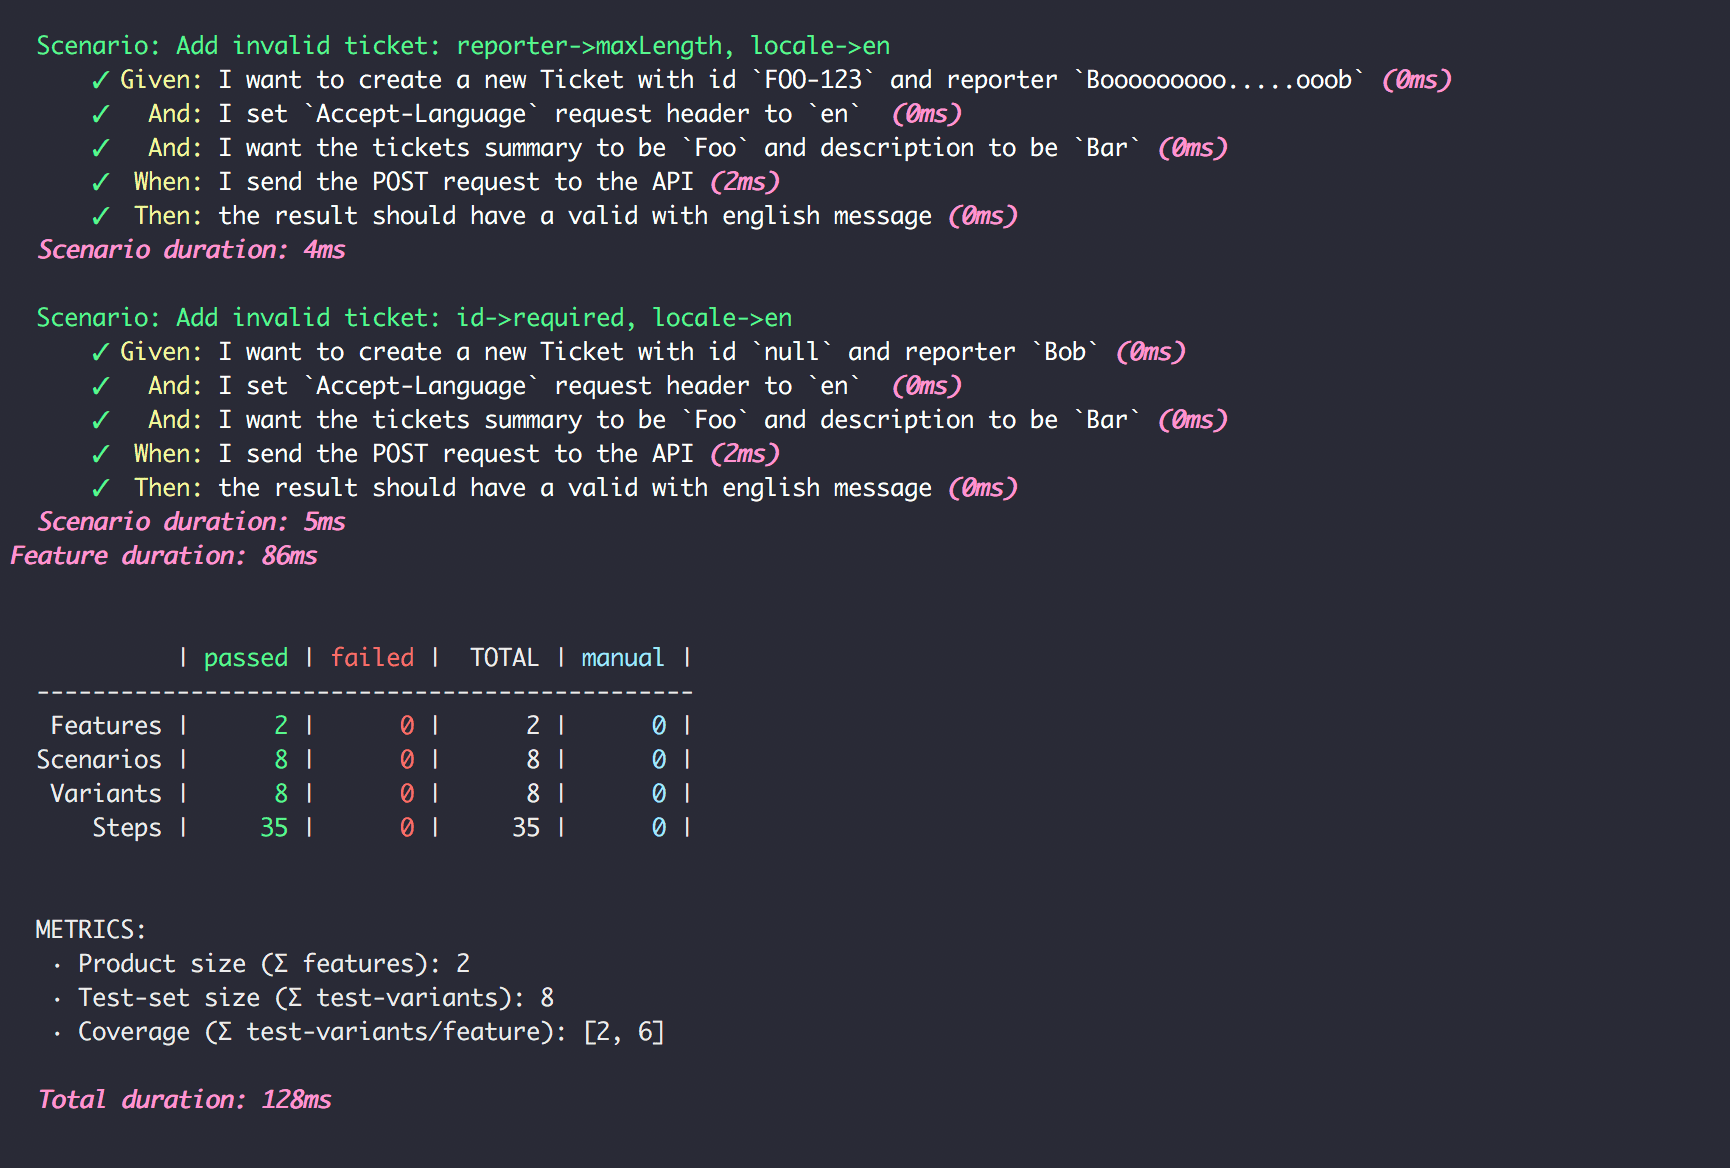 Scenario: Add invalid ticket: reporter->maxLength, locale->en
✓ Given: I want to create a new Ticket with id `FOO-123` and reporter `Booooooooo.....ooob` (0ms)
✓ And: I set `Accept-Language` request header to `en` (0ms)
✓ And: I want the tickets summary to be `Foo` and description to be `Bar` (0ms)
✓ When: I send the POST request to the API (2ms)
✓ Then: the result should have a valid with english message (0ms)
Scenario duration: 4ms
Scenario: Add invalid ticket: id->required, locale->en
✓ Given: I want to create a new Ticket with id `null` and reporter `Bob` (0ms)
✓ And: I set `Accept-Language` request header to `en` (0ms)
✓ And: I want the tickets summary to be `Foo` and description to be `Bar` (0ms)
✓ When: I send the POST request to the API (2ms)
✓ Then: the result should have a valid with english message (0ms)
Scenario duration: 5ms
Feature duration: 86ms
| passed | failed | TOTAL | manual |
-----------------------------------------------
Features | 2 | 0 | 2 | 0 |
Scenarios | 8 | 0 | 8 | 0 |
Variants | 8 | 0 | 8 | 0 |
Steps | 35 | 0 | 35 | 0 |
METRICS:
· Product size (Σ features): 2
· Test-set size (Σ test-variants): 8
· Coverage (Σ test-variants/feature): [2, 6]
Total duration: 128ms